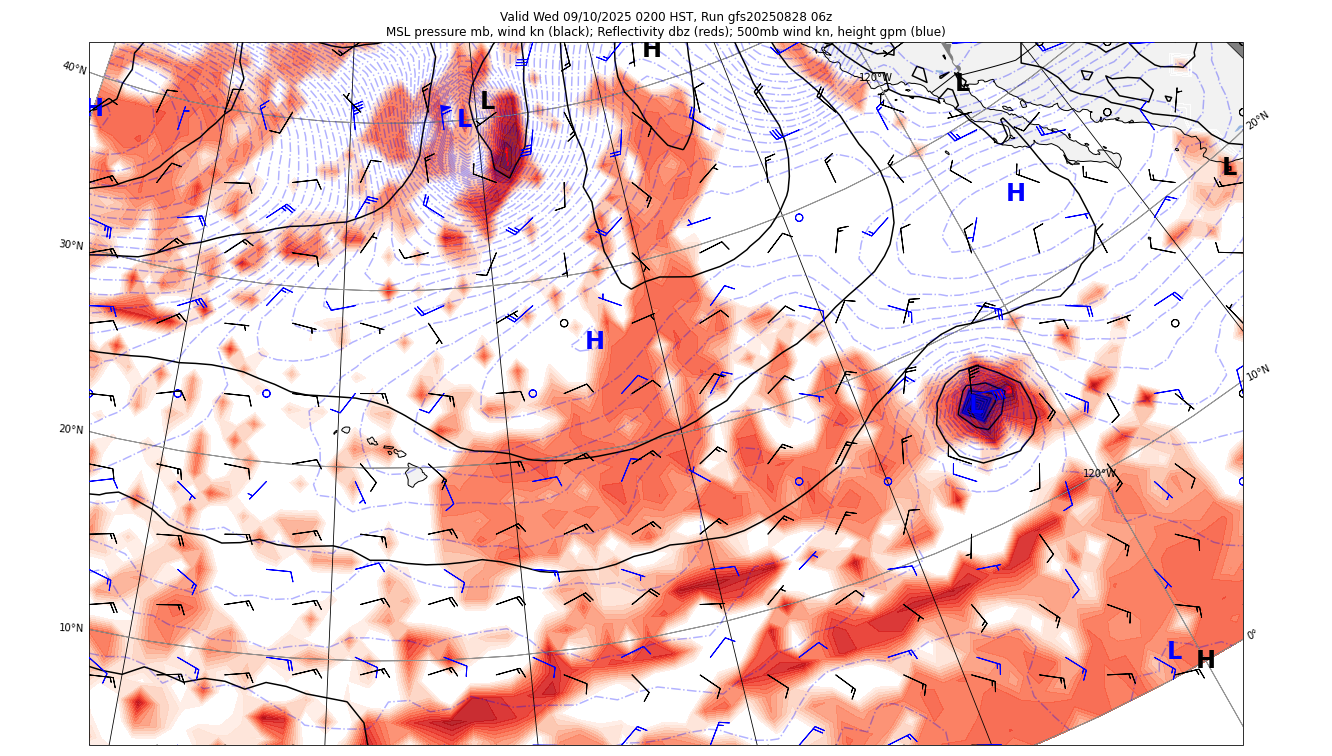 Valid Wed 09/10/2025 0200 HST, Run gfs20250828 06z
MSL pressure mb, wind kn (black); Reflectivity dbz (reds); 500mb wind kn, height gpm (blue)
H
40°N
120°W
L
H
L
L
20°N
L
H
30°N
H
10°N
20°N
120°W
10°N
0°
L
H